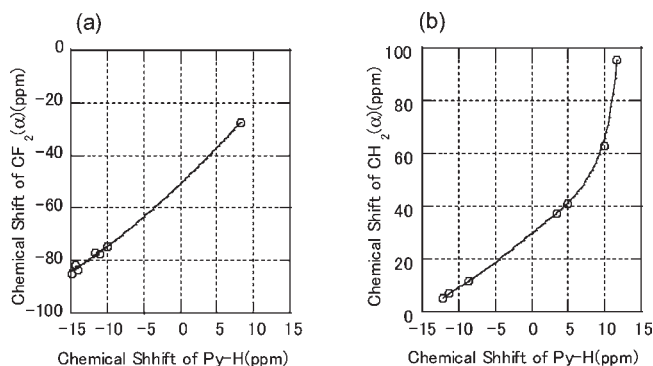 (a)
Chemical Shift of CF₂(α)(ppm)
0
-20
-40
-60
-80
-100
-15 -10 -5 0 5 10 15
Chemical Shhift of Py-H(ppm)
(b)
Chemical Shift of CH₂(α)(ppm)
100
80
60
40
20
0
-15 -10 -5 0 5 10 15
Chemical Shhift of Py-H(ppm)